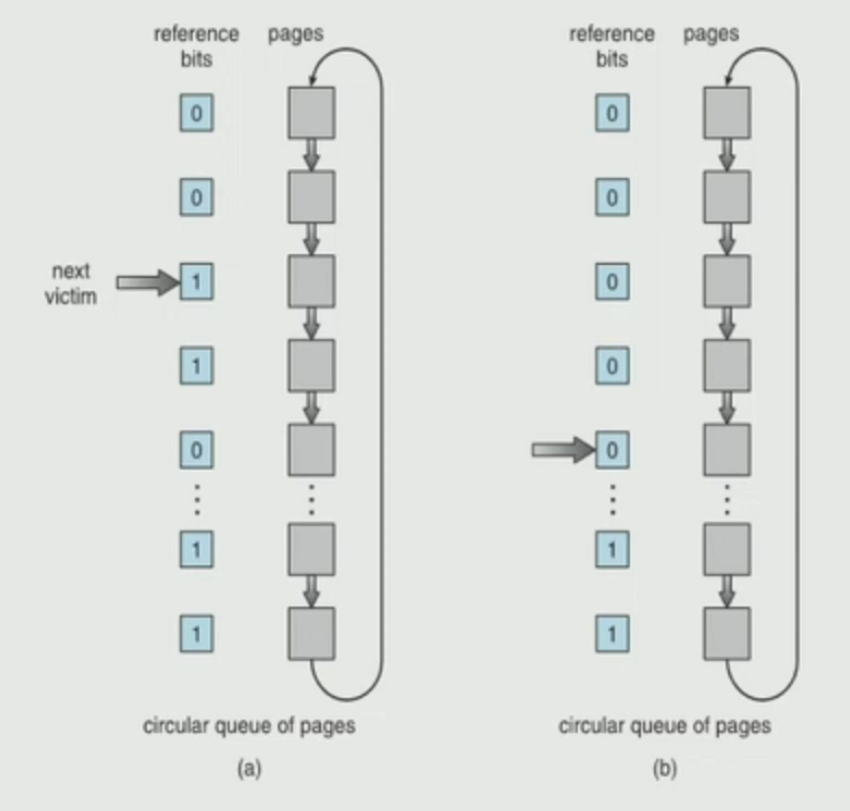 reference
bits
pages
0
0
next
victim
1
1
0
1
1
circular queue of pages
(a)
reference
bits
pages
0
0
0
0
0
1
1
circular queue of pages
(b)